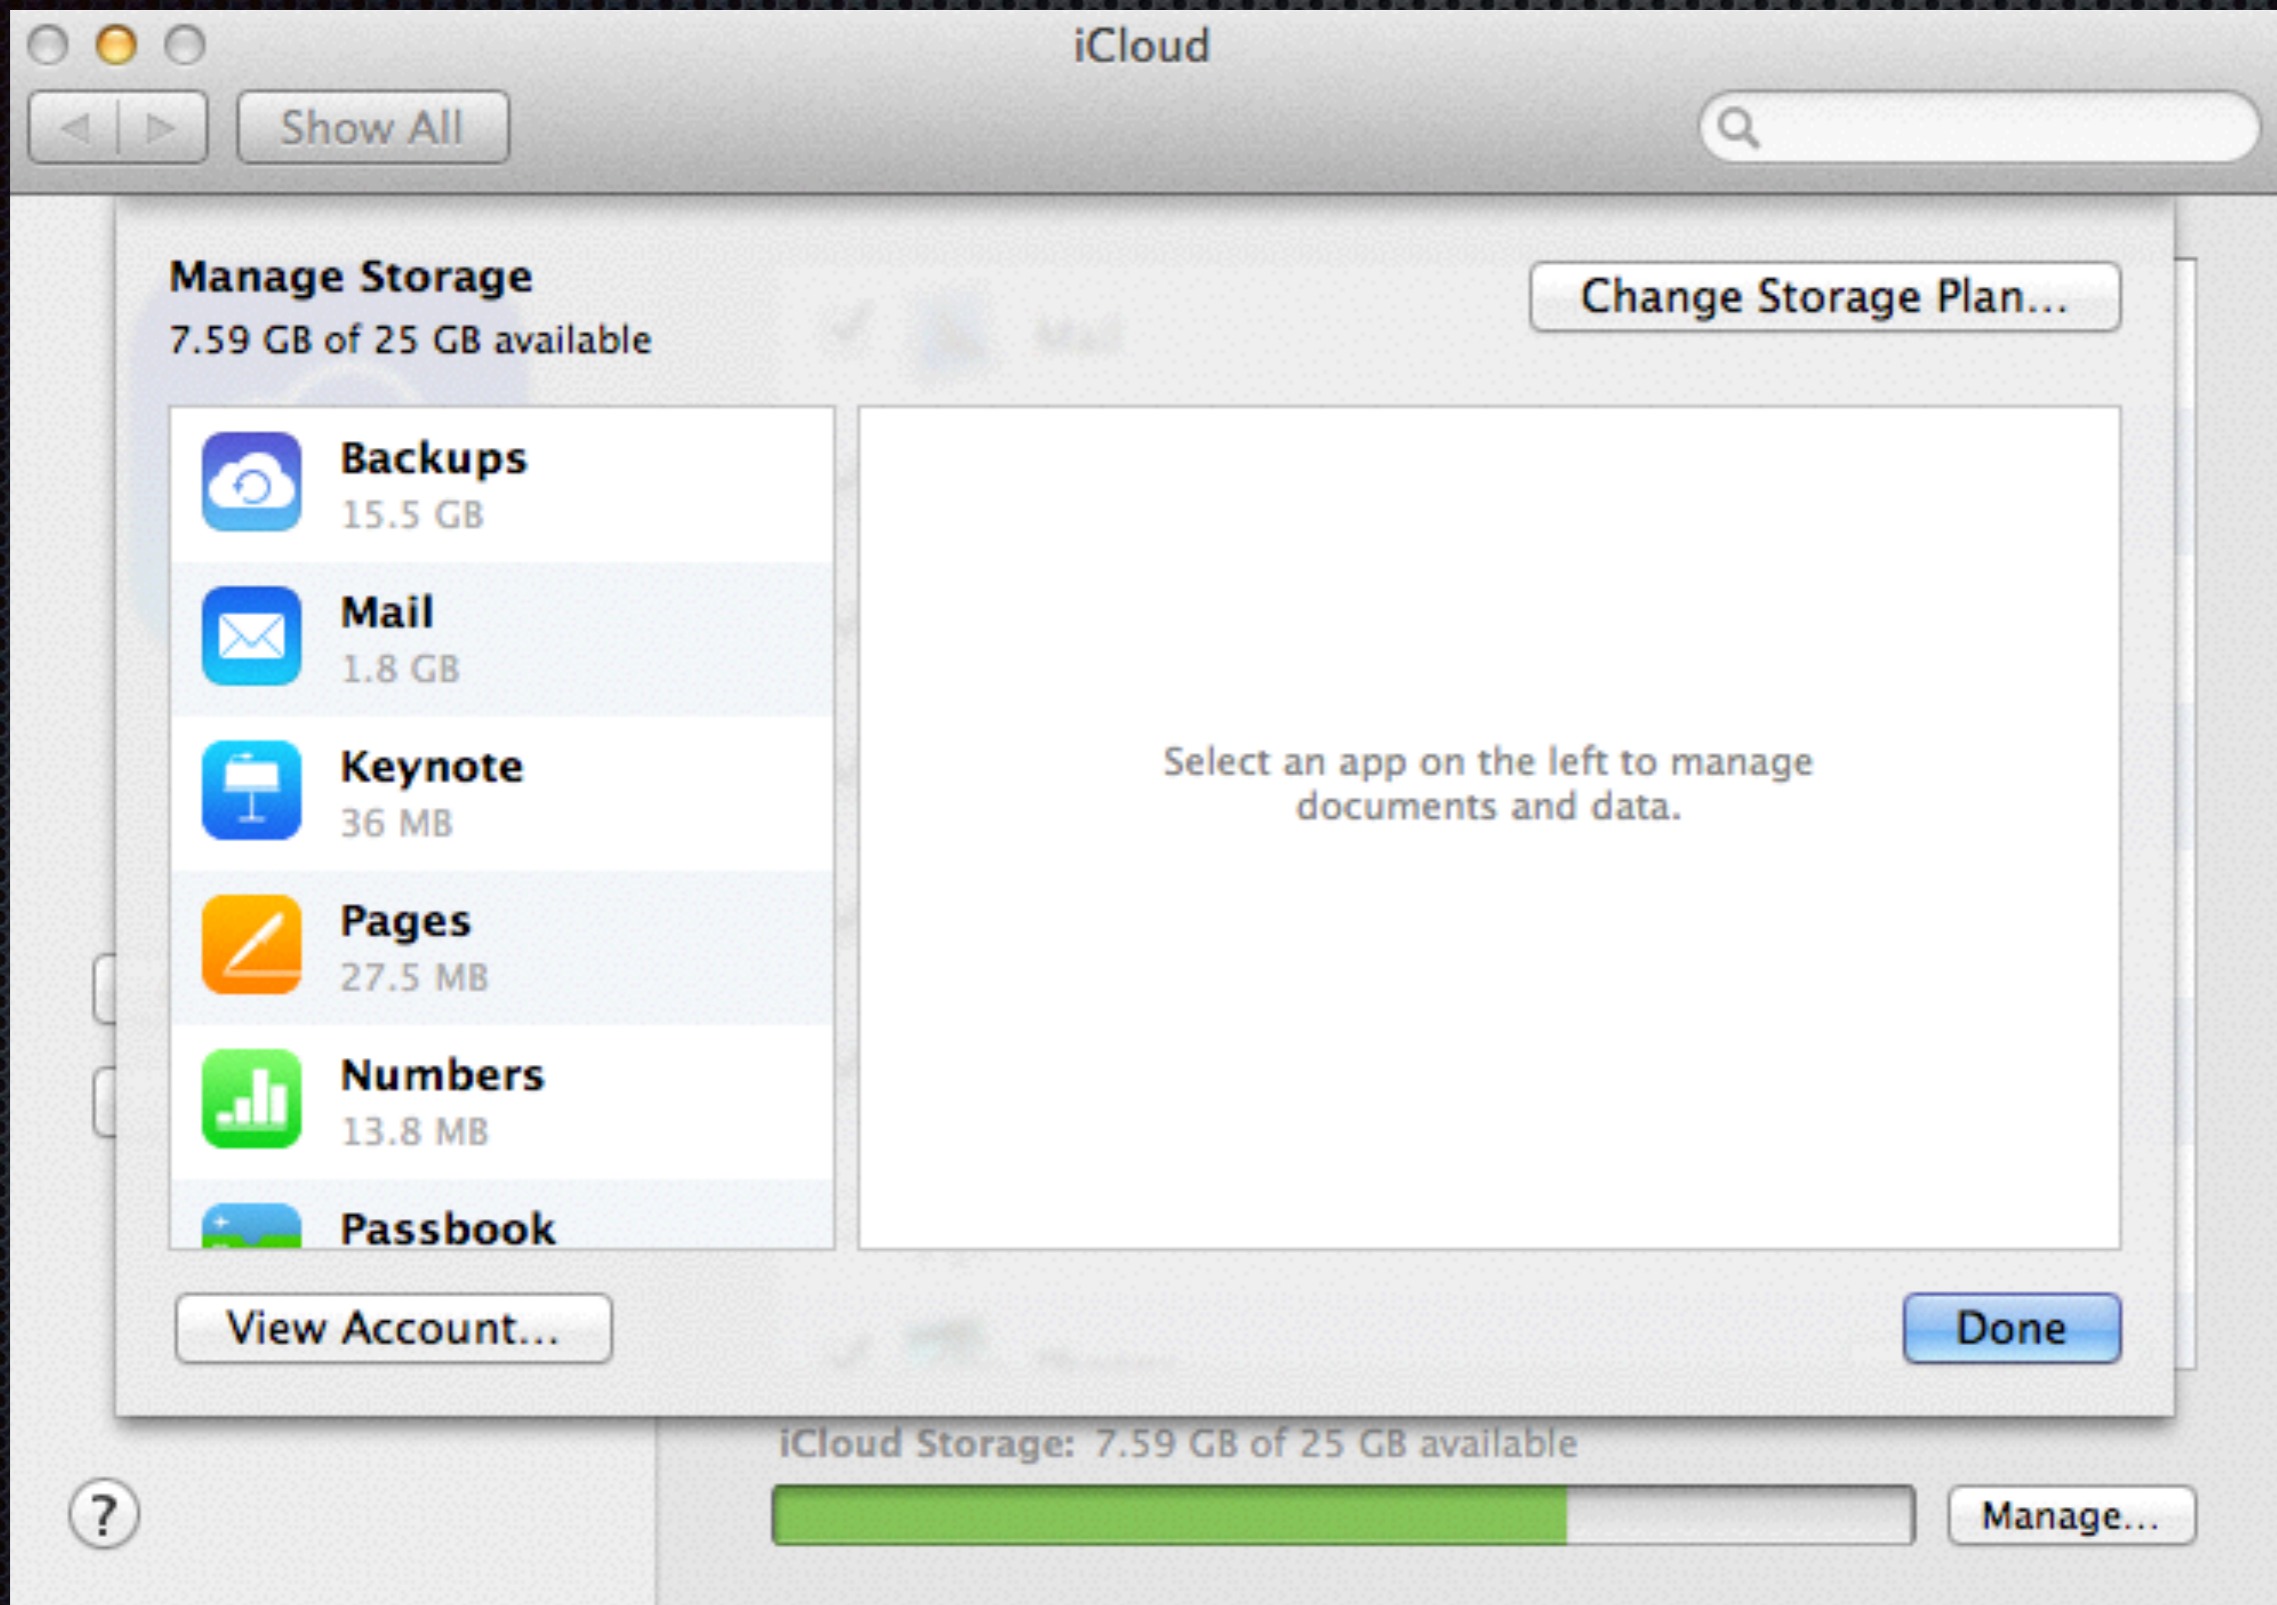 iCloud
Show All
Manage Storage
Change Storage Plan...
7.59 GB of 25 GB available
Mail
Backups
15.5 GB
Mail
1.8 GB
Keynote
36 MB
Pages
27.5 MB
Numbers
13.8 MB
Passbook
Select an app on the left to manage
documents and data.
View Account...
Done
iCloud Storage: 7.59 GB of 25 GB available
?
Manage...